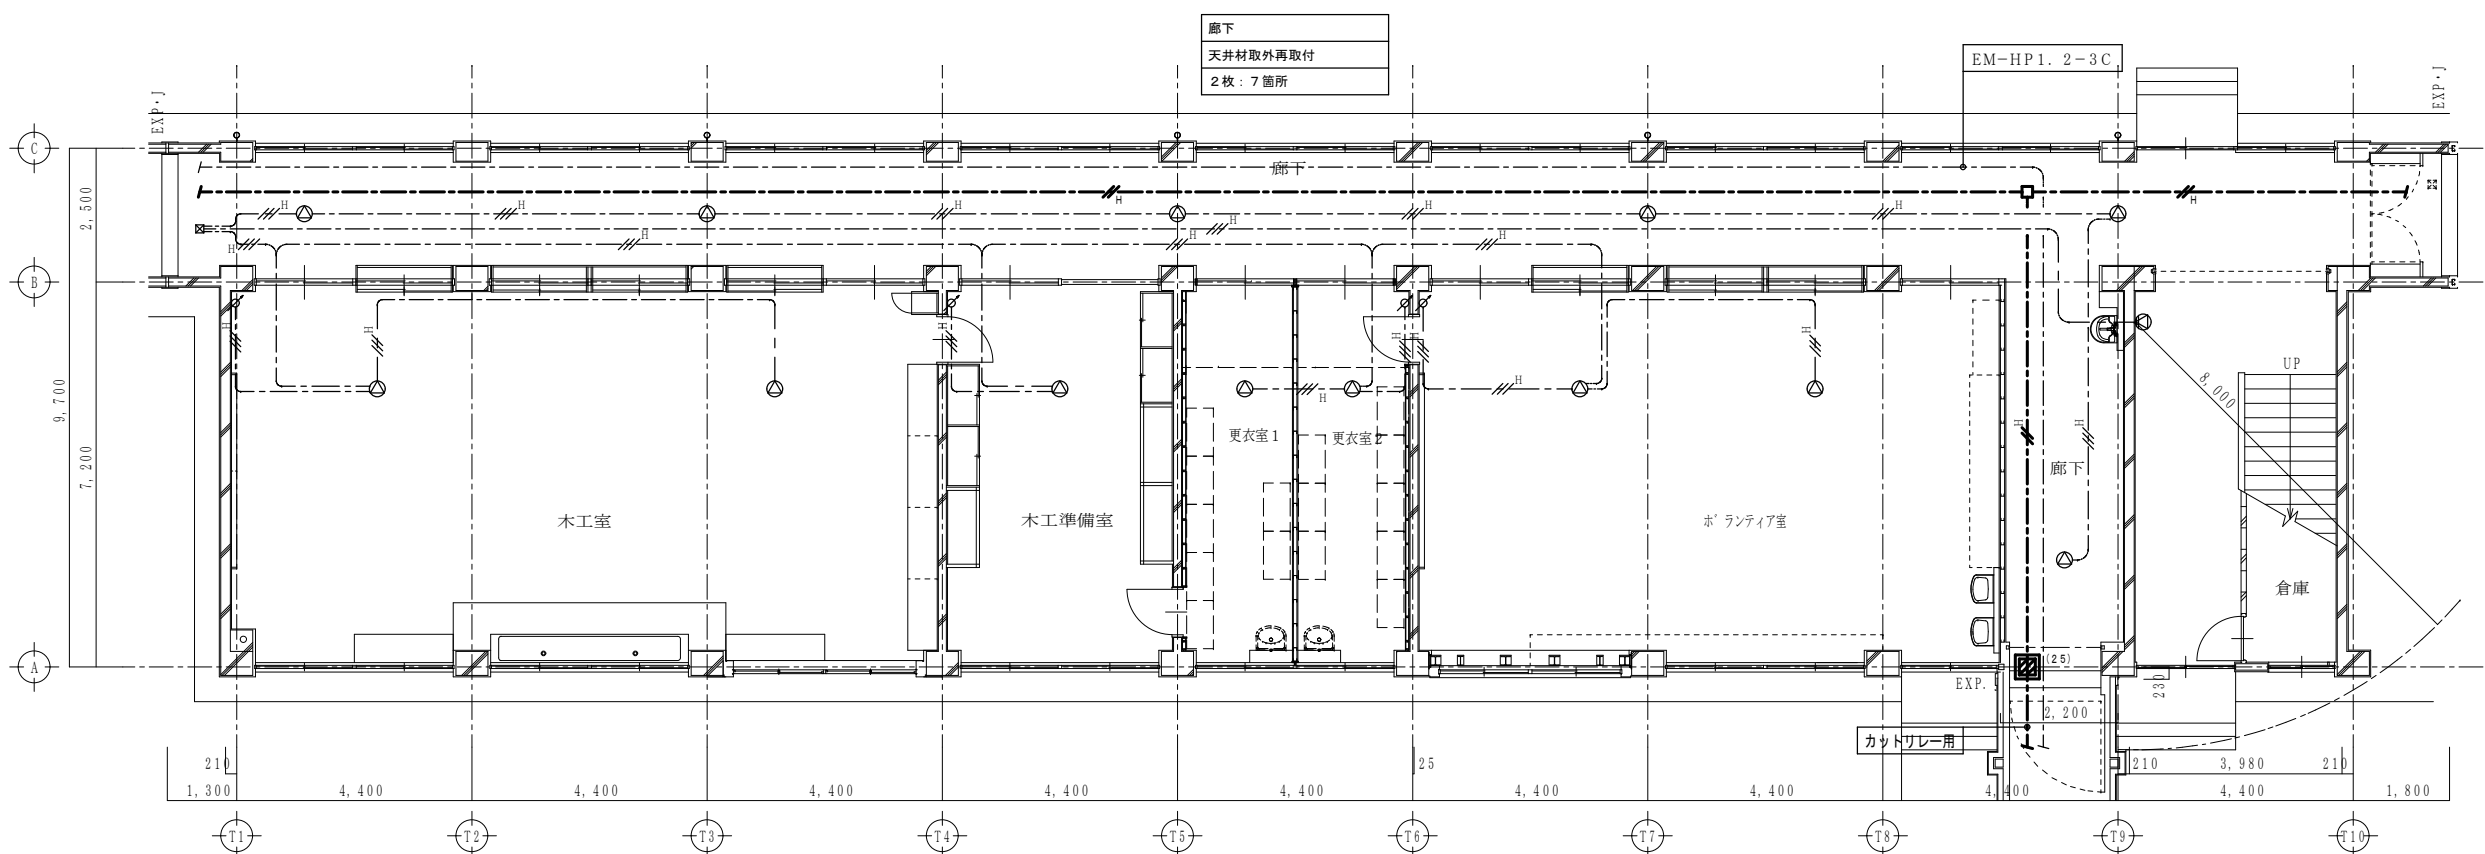 廊下
天井材取外再取付
2枚：7箇所
EM-HP1. 2-3C
EXP・J
EXP・J
C
廊下
2,500
H
H
H
H
H
H
H
H
H
H
H
H
H
B
H
H
H
H
H
H
H
H
UP
8,000
9,700
7,200
H
H
H
H
更衣室1
更衣室2
廊下
木工室
木工準備室
ボランティア室
倉庫
A
(25)
EXP. J
230
2,200
カットリレー用
210
25
210
3,980
210
1,300
4,400
4,400
4,400
4,400
4,400
4,400
4,400
4,400
4,400
1,800
T1
T2
T3
T4
T5
T6
T7
T8
T9
T10